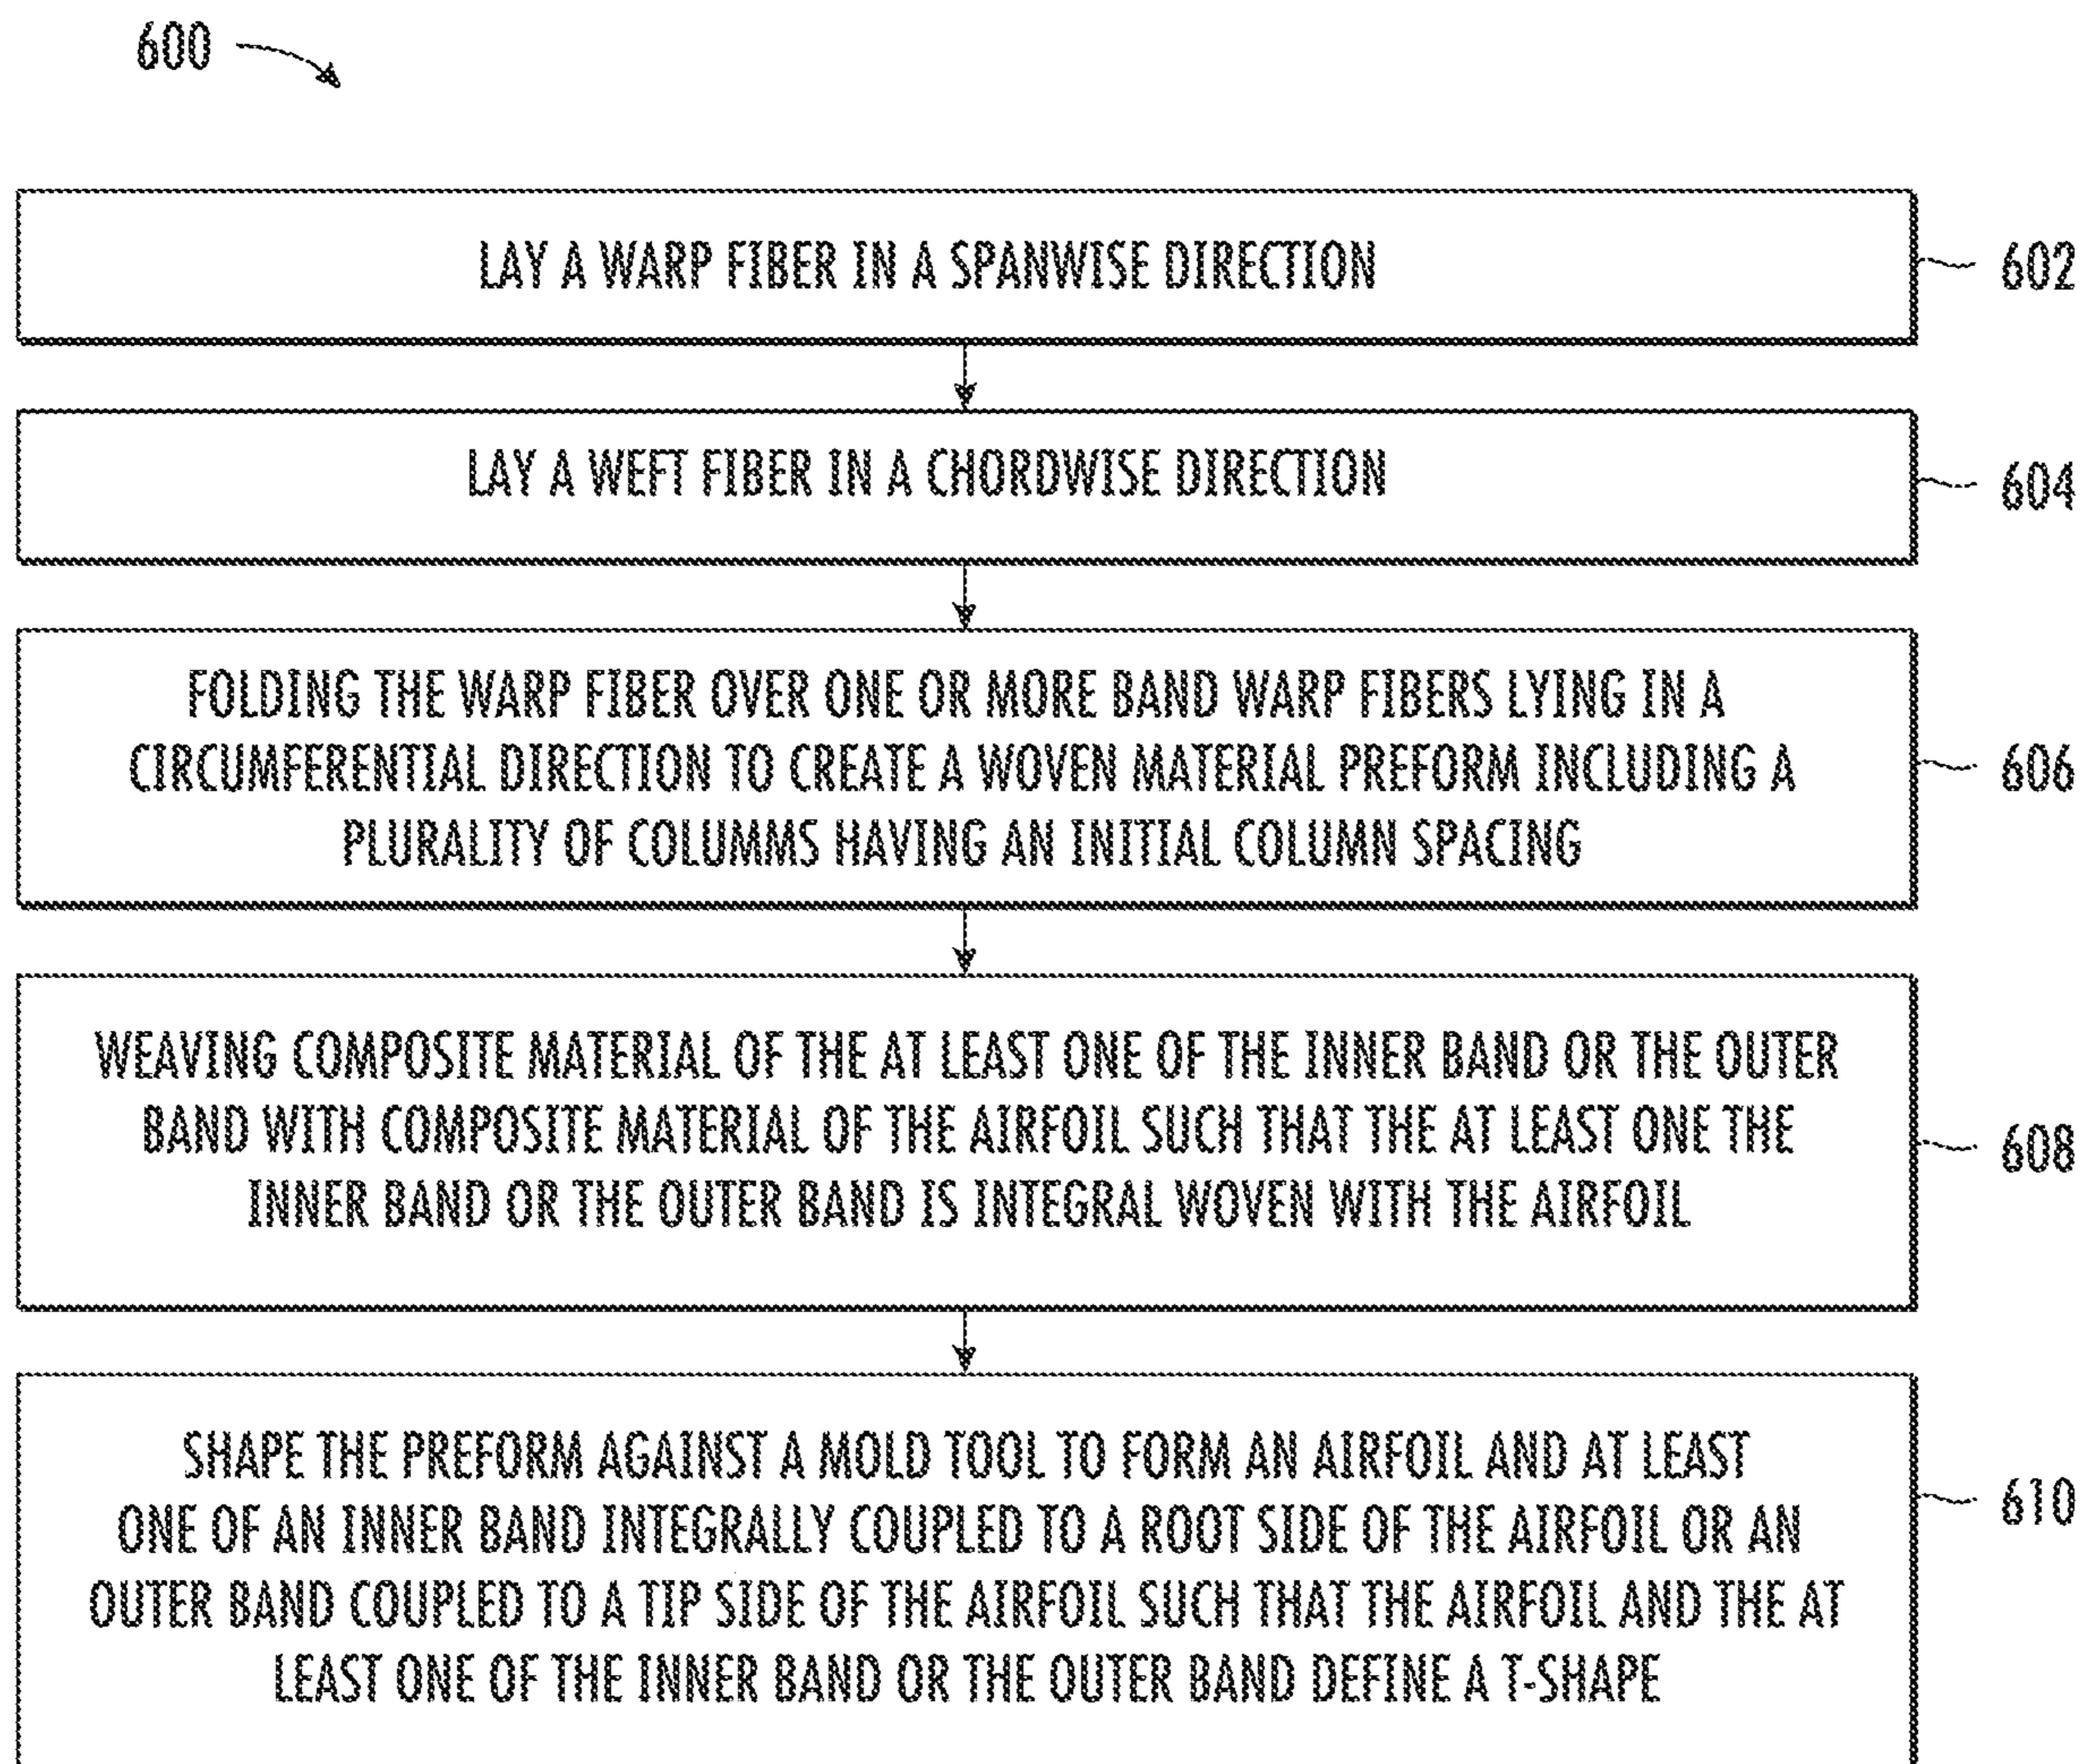 600
LAY A WARP FIBER IN A SPANWISE DIRECTION
602
LAY A WEFT FIBER IN A CHORDWISE DIRECTION
604
FOLDING THE WARP FIBER OVER ONE OR MORE BAND WARP FIBERS LYING IN A
CIRCUMFERENTIAL DIRECTION TO CREATE A WOVEN MATERIAL PREFORM INCLUDING A
PLURALITY OF COLUMMS HAVING AN INITIAL COLUMN SPACING
606
WEAVING COMPOSITE MATERIAL OF THE AT LEAST ONE OF THE INNER BAND OR THE OUTER
BAND WITH COMPOSITE MATERIAL OF THE AIRFOIL SUCH THAT THE AT LEAST ONE THE
INNER BAND OR THE OUTER BAND IS INTEGRAL WOVEN WITH THE AIRFOIL
608
SHAPE THE PREFORM AGAINST A MOLD TOOL TO FORM AN AIRFOIL AND AT LEAST
ONE OF AN INNER BAND INTEGRALLY COUPLED TO A ROOT SIDE OF THE AIRFOIL OR AN
OUTER BAND COUPLED TO A TIP SIDE OF THE AIRFOIL SUCH THAT THE AIRFOIL AND THE AT
LEAST ONE OF THE INNER BAND OR THE OUTER BAND DEFINE A T-SHAPE
610